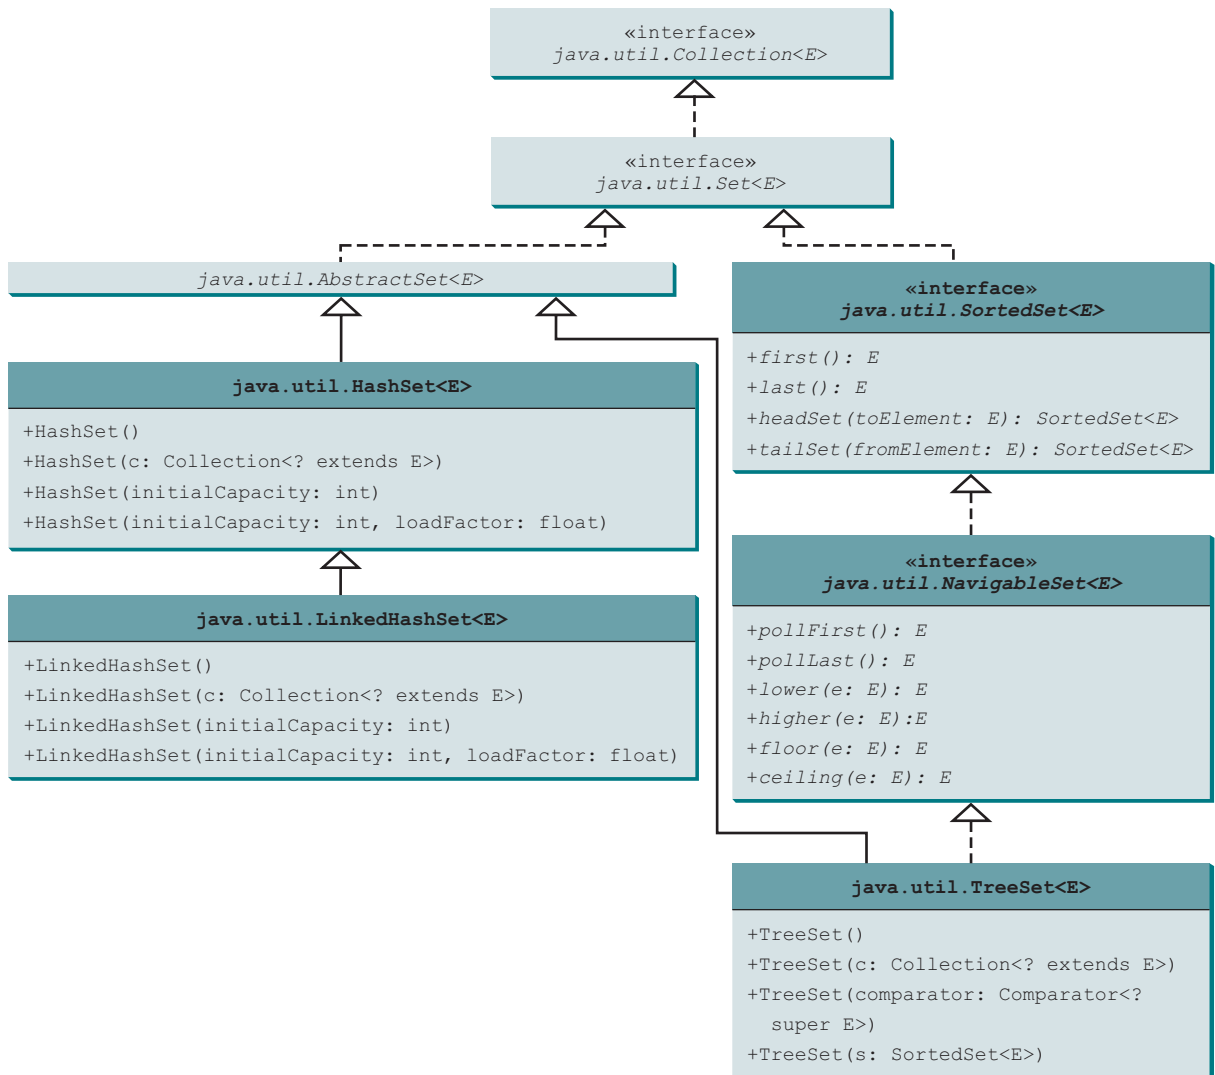 «interface»
java.util.Collection<E>
«interface»
java.util.Set<E>
java.util.AbstractSet<E>
java.util.HashSet<E>
+HashSet()
+HashSet(c: Collection<? extends E>)
+HashSet(initialCapacity: int)
+HashSet(initialCapacity: int, loadFactor: float)
java.util.LinkedHashSet<E>
+LinkedHashSet()
+LinkedHashSet(c: Collection<? extends E>)
+LinkedHashSet(initialCapacity: int)
+LinkedHashSet(initialCapacity: int, loadFactor: float)
«interface»
java.util.SortedSet<E>
+first(): E
+last(): E
+headSet(toElement: E): SortedSet<E>
+tailSet(fromElement: E): SortedSet<E>
«interface»
java.util.NavigableSet<E>
+pollFirst(): E
+pollLast(): E
+lower(e: E): E
+higher(e: E):E
+floor(e: E): E
+ceiling(e: E): E
java.util.TreeSet<E>
+TreeSet()
+TreeSet(c: Collection<? extends E>)
+TreeSet(comparator: Comparator<?
super E>)
+TreeSet(s: SortedSet<E>)